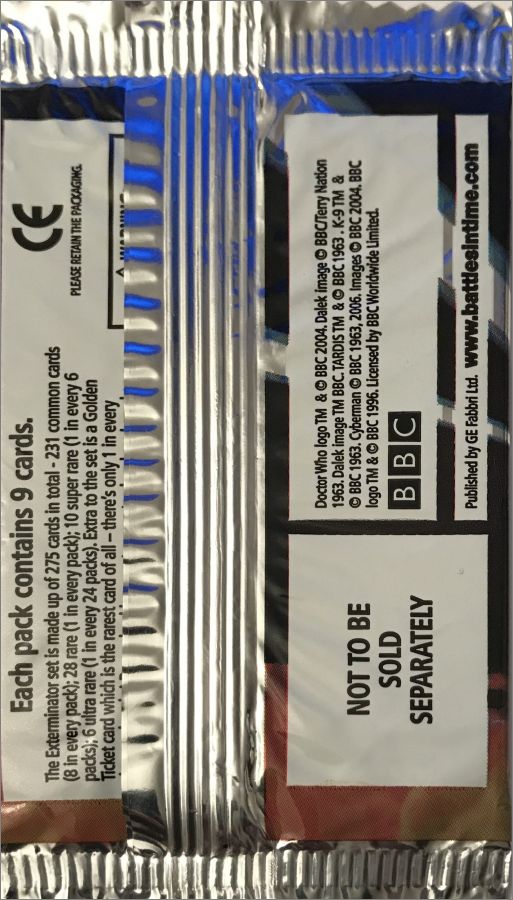 Each pack contains 9 cards.
The Exterminator set is made up of 275 cards in total - 231 common cards
(8 in every pack); 28 rare (1 in every pack); 10 super rare (1 in every 6
packs); 6 ultra rare (1 in every 24 packs). Extra to the set is a Golden
Ticket card which is the rarest card of all – there's only 1 in every
CE
PLEASE RETAIN THE PACKAGING.
Doctor Who logo TM & © BBC 2004. Dalek image © BBC/Terry Nation
1963. Dalek image TM BBC. TARDIS TM & © BBC 1963 . K-9 TM &
© BBC 1963. Cyberman © BBC 1963, 2006. Images © BBC 2004. BBC
logo TM & © BBC 1996. Licensed by BBC Worldwide Limited.
BBC
Published by GE Fabbri Ltd. www.battlesintime.com
NOT TO BE
SOLD
SEPARATELY